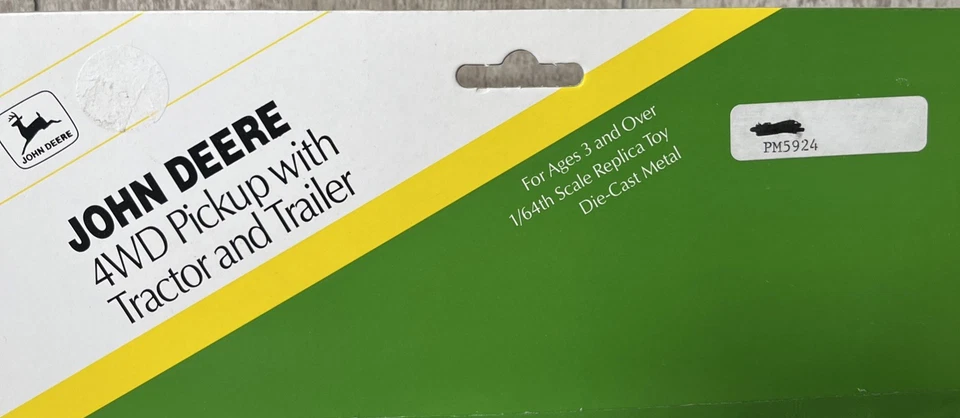 JOHN DEERE
JOHN DEERE
4WD Pickup with
Tractor and Trailer
For Ages 3 and Over
1/64th Scale Replica Toy
Die-Cast Metal
PM5924